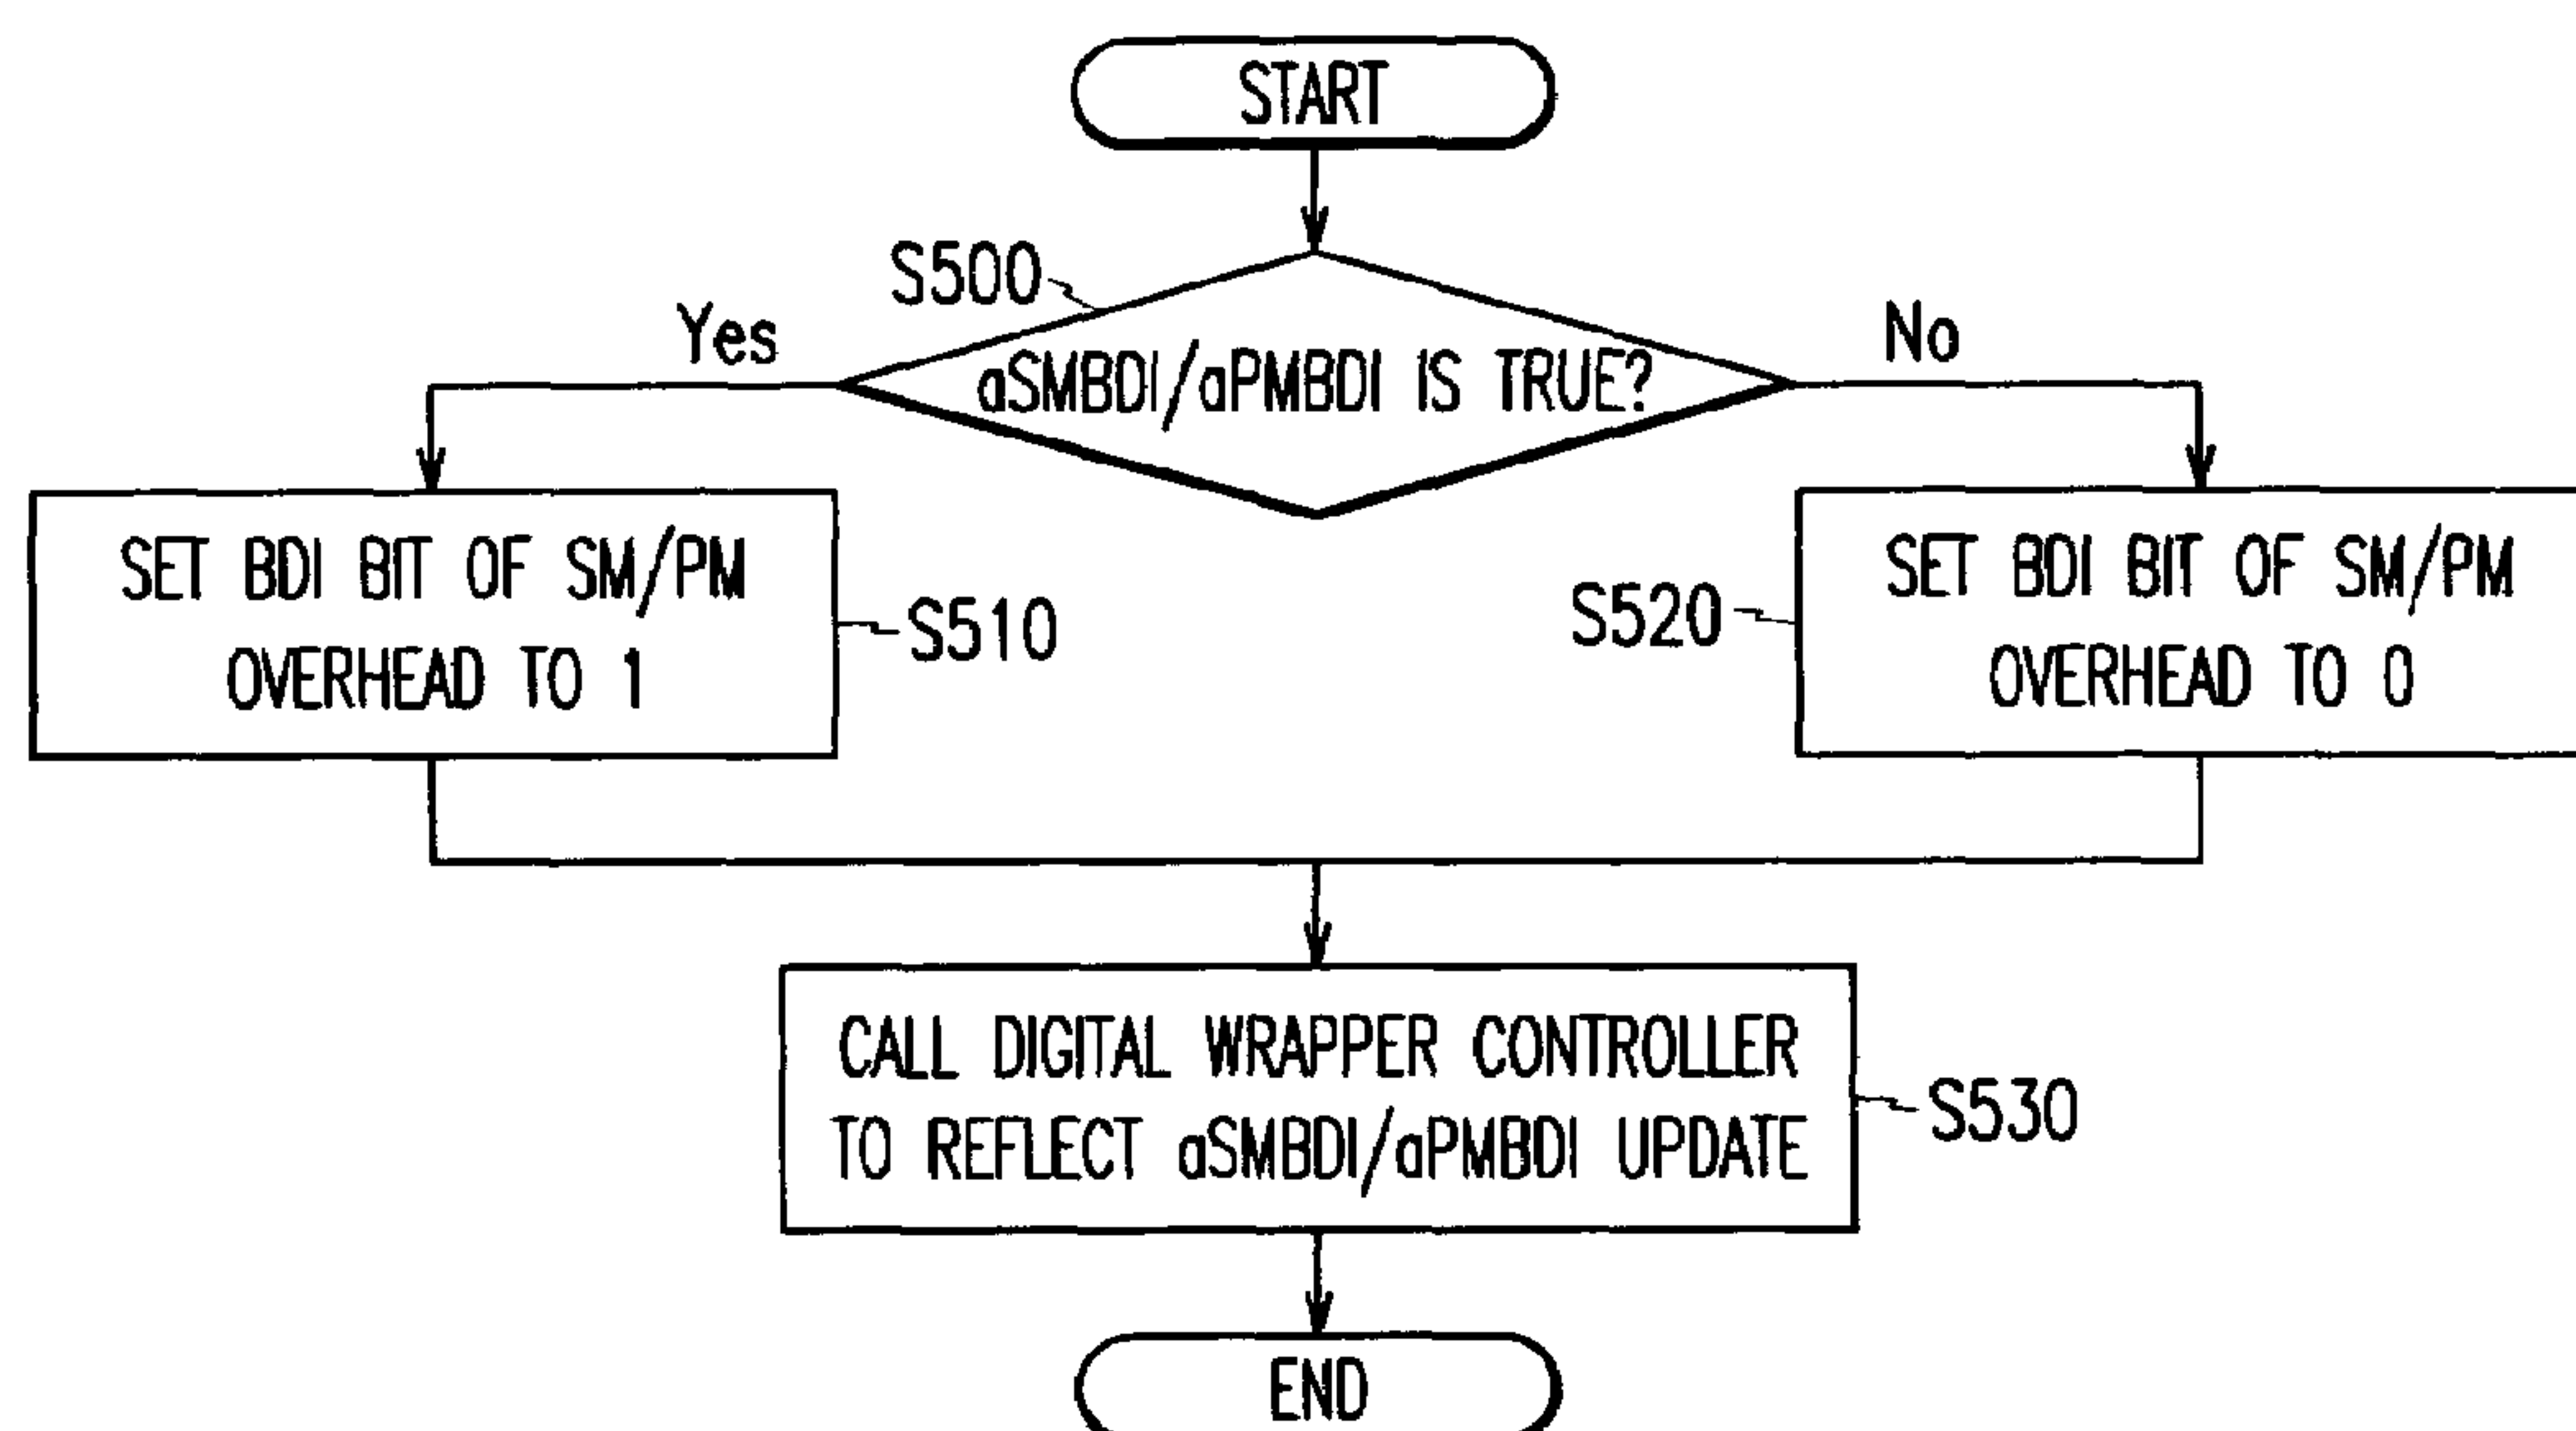 START
S500
Yes
aSMBDI/aPMBDI IS TRUE?
No
SET BDI BIT OF SM/PM
OVERHEAD TO 1
S510
S520
SET BDI BIT OF SM/PM
OVERHEAD TO 0
CALL DIGITAL WRAPPER CONTROLLER
TO REFLECT aSMBDI/aPMBDI UPDATE
S530
END